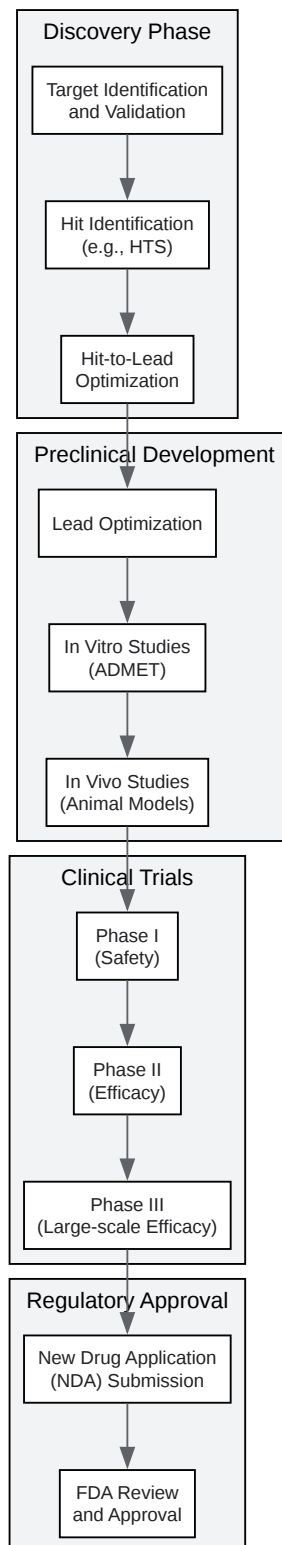 Discovery Phase
Target Identification
and Validation
Hit Identification
(e.g., HTS)
Hit-to-Lead
Optimization
Preclinical Development
Lead Optimization
In Vitro Studies
(ADMET)
In Vivo Studies
(Animal Models)
Clinical Trials
Phase I
(Safety)
Phase II
(Efficacy)
Phase III
(Large-scale Efficacy)
Regulatory Approval
New Drug Application
(NDA) Submission
FDA Review
and Approval